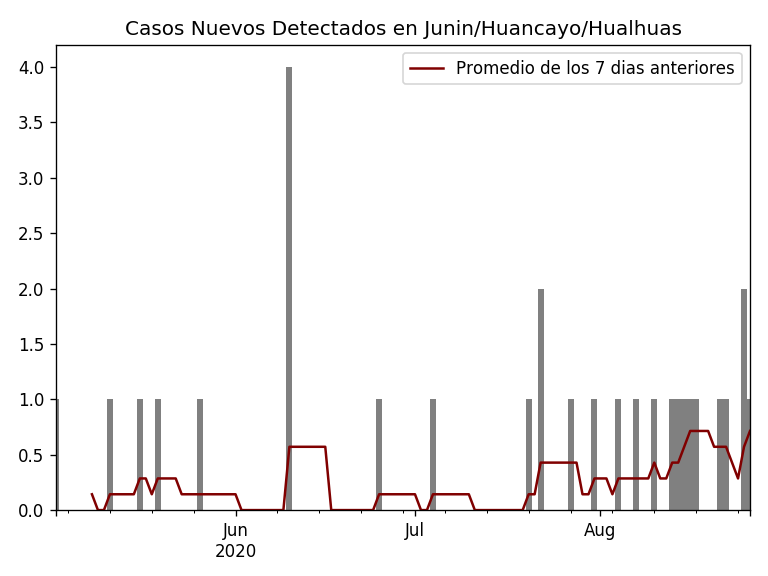 Casos Nuevos Detectados en Junin/Huancayo/Hualhuas
Promedio de los 7 dias anteriores
4.0
3.5
3.0
2.5
2.0
1.5
1.0
0.5
0.0
Jun
2020
Jul
Aug